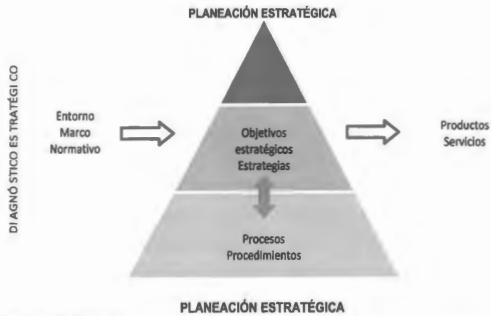 PLANEACIÓN ESTRATÉGICA
DI AGNÓ STICO ES TRATÉGI CO
Entorno
Marco
Normativo
Objetivos
estratégicos
Estrategias
Productos
Servicios
Procesos
Procedimientos
PLANEACIÓN ESTRATÉGICA